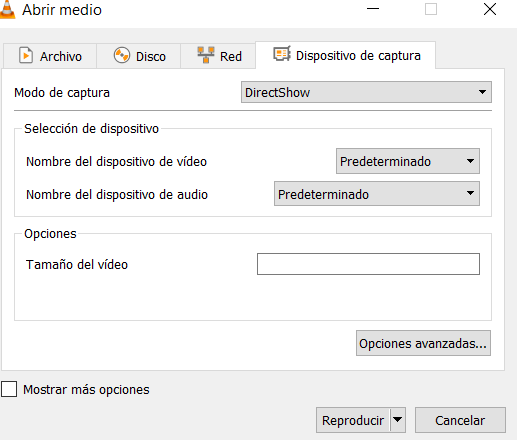 Abrir medio
Archivo Disco Red Dispositivo de captura
Modo de captura DirectShow
Selección de dispositivo
Nombre del dispositivo de vídeo Predeterminado
Nombre del dispositivo de audio Predeterminado
Opciones
Tamaño del vídeo
Opciones avanzadas...
Mostrar más opciones
Reproducir Cancelar